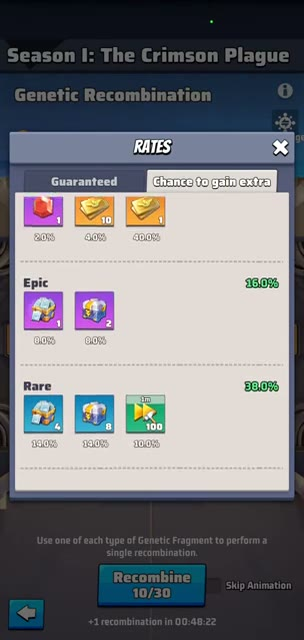 Season I: The Crimson Plague
Genetic Recombination
RATES
Guaranteed
Chance to gain extra
1
10
1
2.0%
4.0%
40.0%
Epic
16.0%
1
2
8.0%
8.0%
Rare
38.0%
1m
4
8
100
14.0%
14.0%
10.0%
Use one of each type of Genetic Fragment to perform a
single recombination.
Recombine
10/30
Skip Animation
+1 recombination in 00:48:22